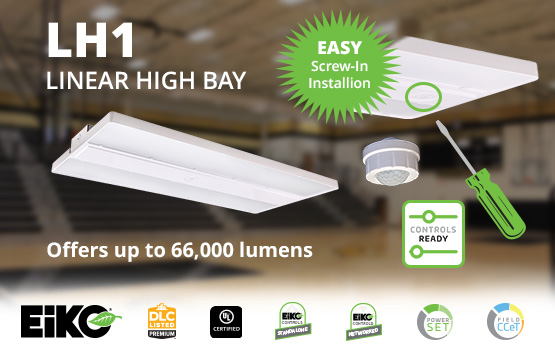 LH1
LINEAR HIGH BAY
EASY
Screw-In
Installion
CONTROLS
READY
Offers up to 66,000 lumens
EiKO
DLC
LISTED
PREMIUM
UL
CERTIFIED
EiKO
CONTROLS
STANDALONE
EiKO
CONTROLS
NETWORKED
POWER
SET
FIELD
CCeT